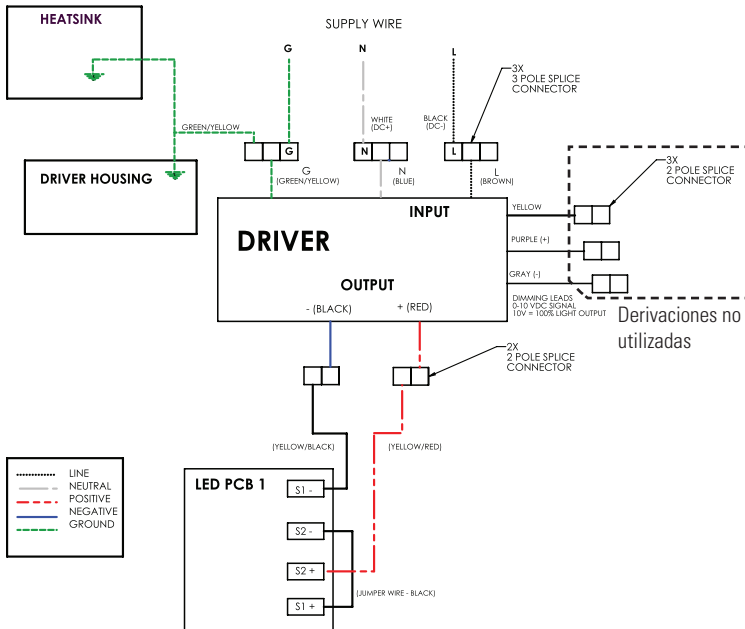 HEATSINK
SUPPLY WIRE
G
N
L
3X
3 POLE SPLICE
CONNECTOR
GREEN/YELLOW
WHITE
(DC+)
BLACK
(DC-)
G
N
L
G
(GREEN/YELLOW)
N
(BLUE)
L
(BROWN)
3X
2 POLE SPLICE
CONNECTOR
DRIVER HOUSING
INPUT
DRIVER
OUTPUT
- (BLACK)
+ (RED)
YELLOW
PURPLE (+)
GRAY (-)
DIMMING LEADS
0-10 VDC SIGNAL
10V = 100% LIGHT OUTPUT
Derivaciones no
utilizadas
2X
2 POLE SPLICE
CONNECTOR
(YELLOW/BLACK)
(YELLOW/RED)
LINE
NEUTRAL
POSITIVE
NEGATIVE
GROUND
LED PCB 1
S1 -
S2 -
S2 +
S1 +
(JUMPER WIRE - BLACK)